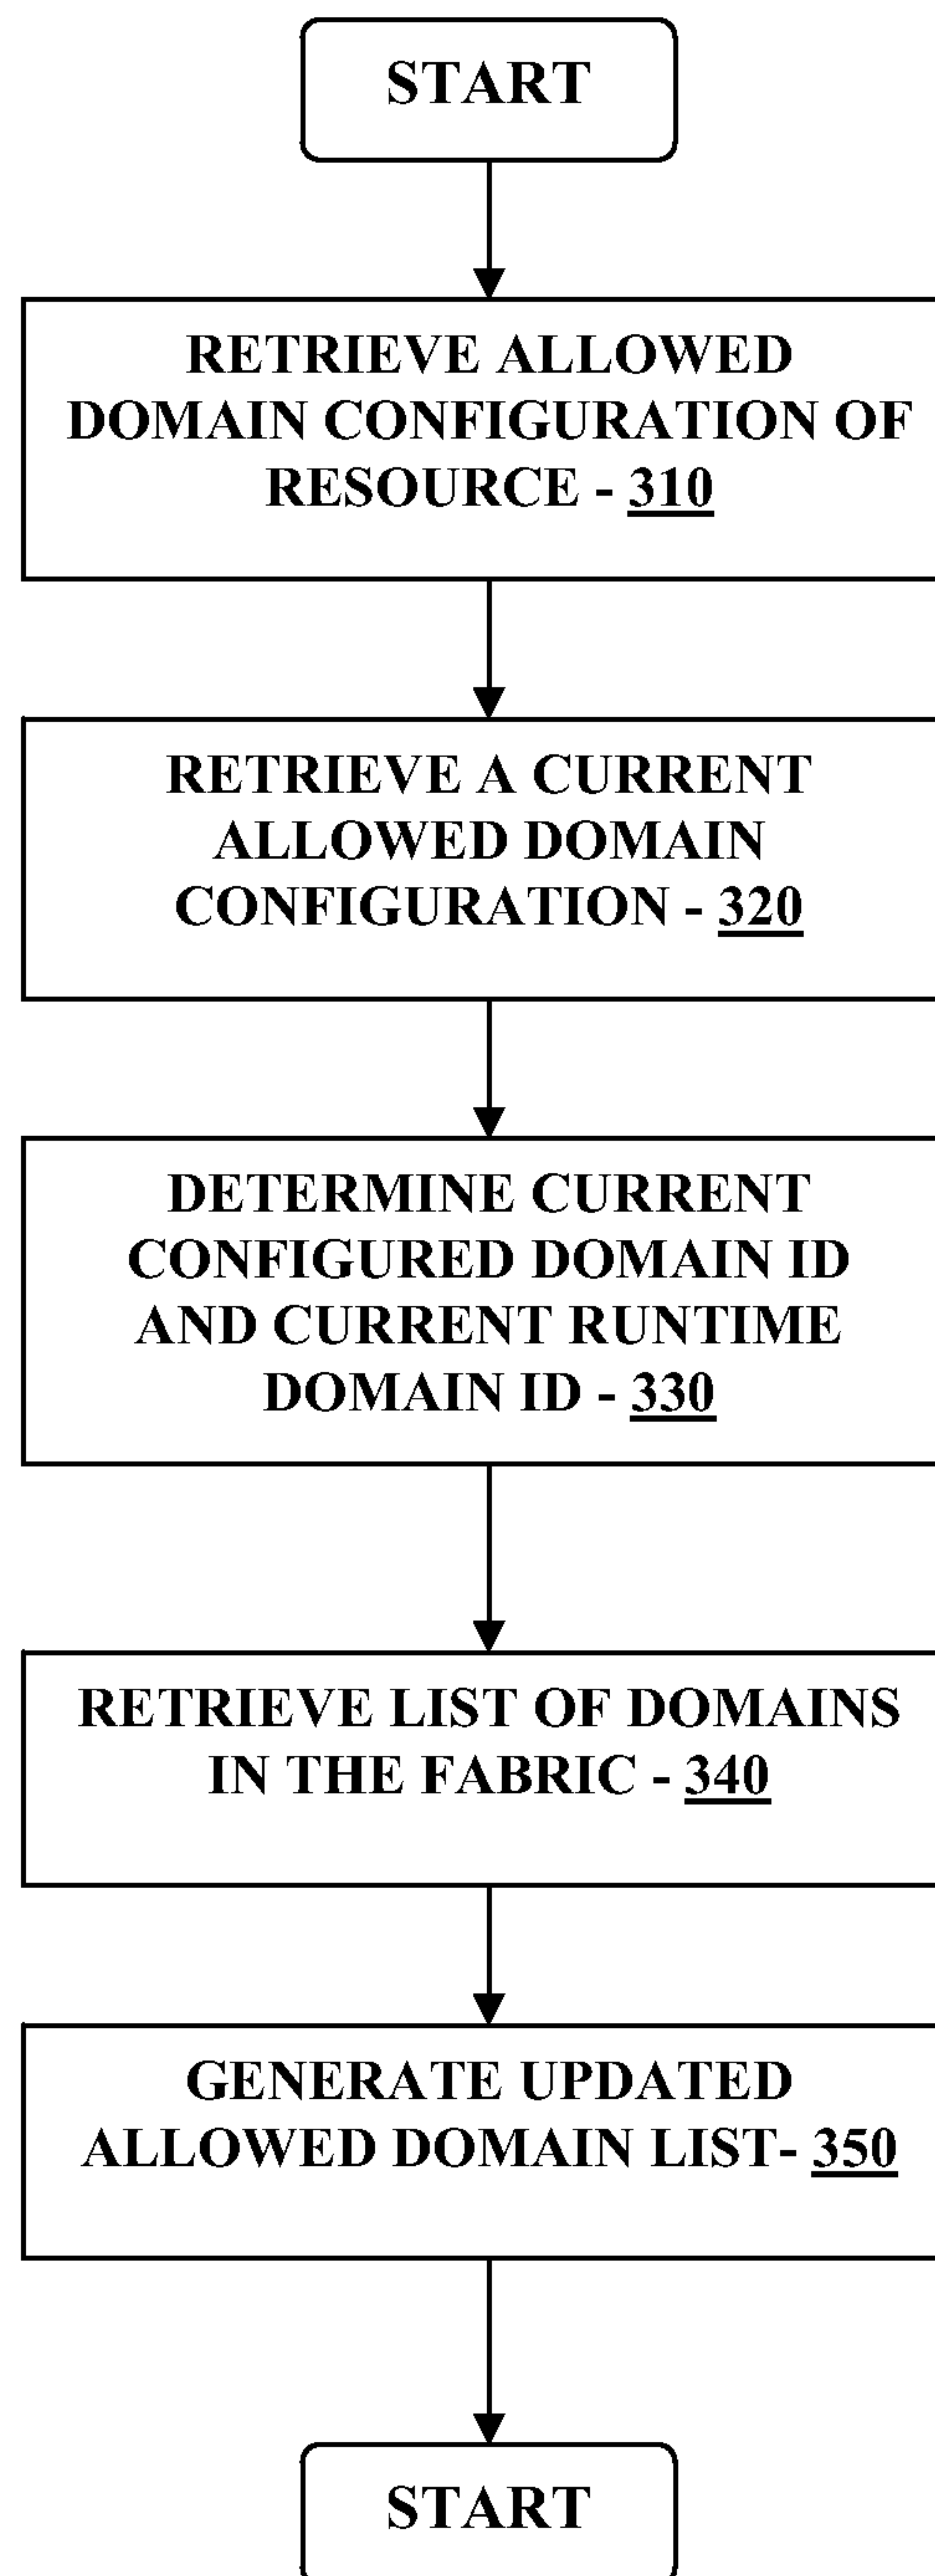 START
RETRIEVE ALLOWED
DOMAIN CONFIGURATION OF
RESOURCE - 310
RETRIEVE A CURRENT
ALLOWED DOMAIN
CONFIGURATION - 320
DETERMINE CURRENT
CONFIGURED DOMAIN ID
AND CURRENT RUNTIME
DOMAIN ID - 330
RETRIEVE LIST OF DOMAINS
IN THE FABRIC - 340
GENERATE UPDATED
ALLOWED DOMAIN LIST- 350
START